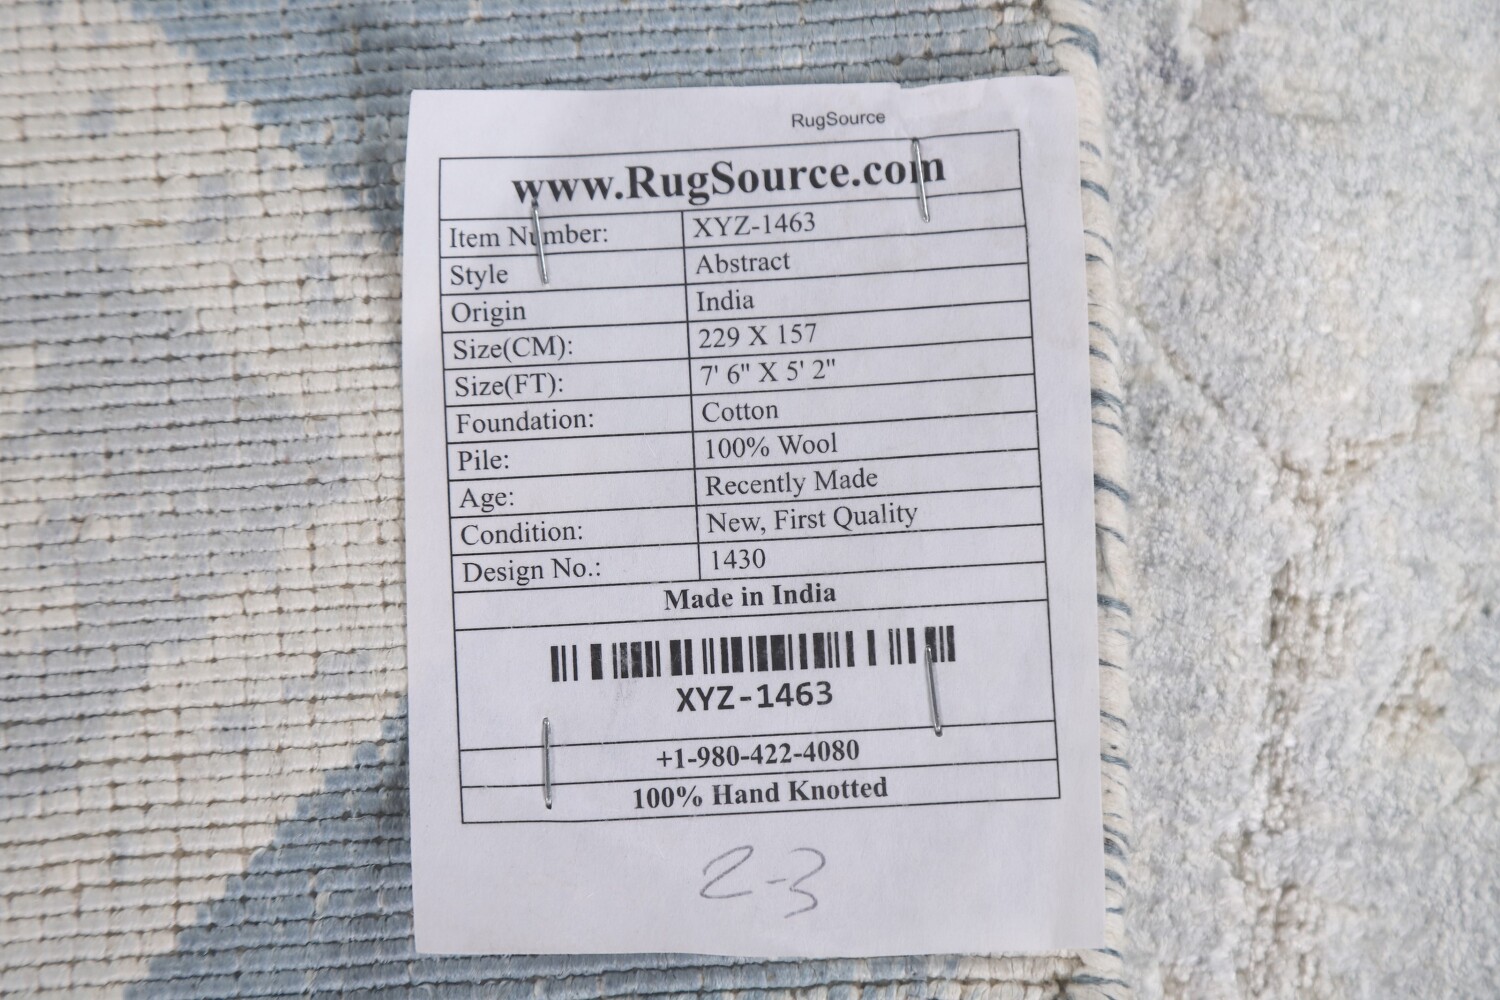 RugSource
www.RugSource.com
Item Number: XYZ-1463
Style Abstract
Origin India
Size(CM): 229 X 157
Size(FT): 7' 6" X 5' 2"
Foundation: Cotton
Pile: 100% Wool
Age: Recently Made
Condition: New, First Quality
Design No.: 1430
Made in India
XYZ-1463
+1-980-422-4080
100% Hand Knotted
2-3